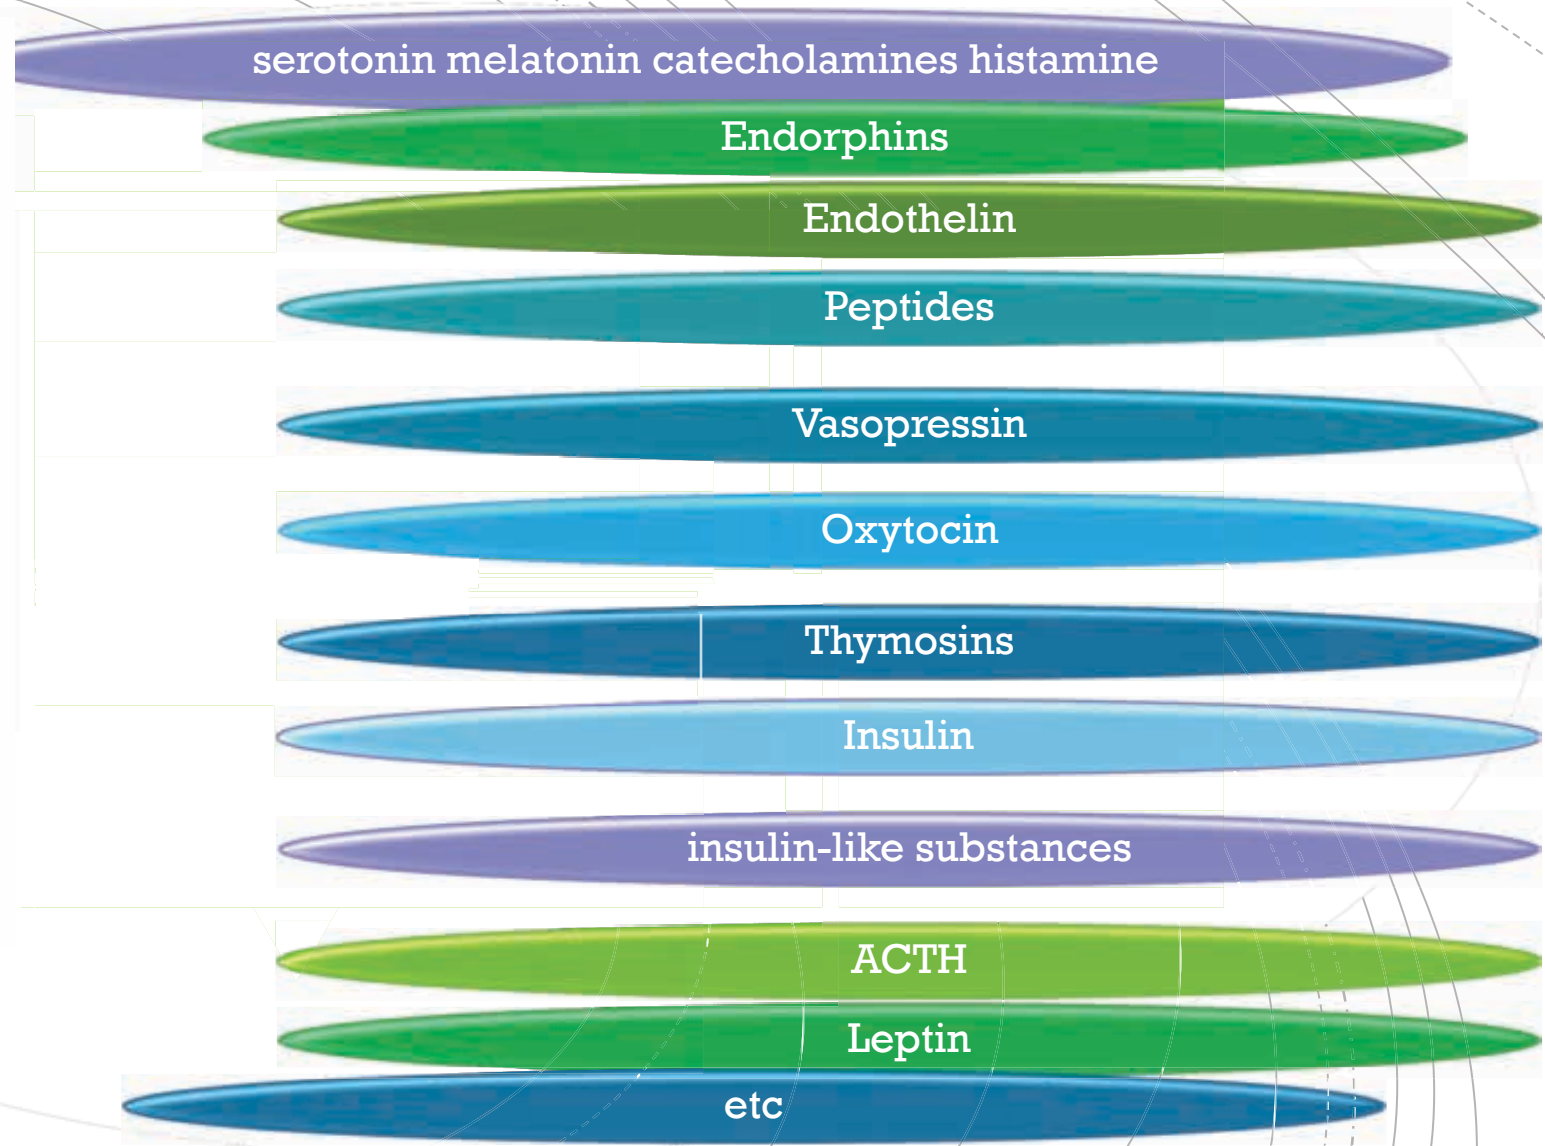 serotonin melatonin catecholamines histamine
Endorphins
Endothelin
Peptides
Vasopressin
Oxytocin
Thymosins
Insulin
insulin-like substances
ACTH
Leptin
etc